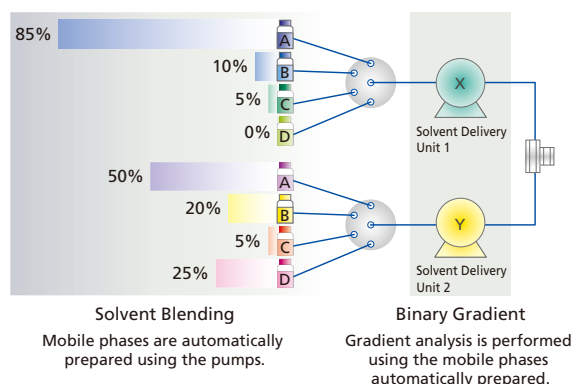 85%
A
10%
B
5%
C
0%
D
X
Solvent Delivery
Unit 1
50%
A
20%
B
5%
C
25%
D
Y
Solvent Delivery
Unit 2
Solvent Blending
Mobile phases are automatically
prepared using the pumps.
Binary Gradient
Gradient analysis is performed
using the mobile phases
automatically prepared.